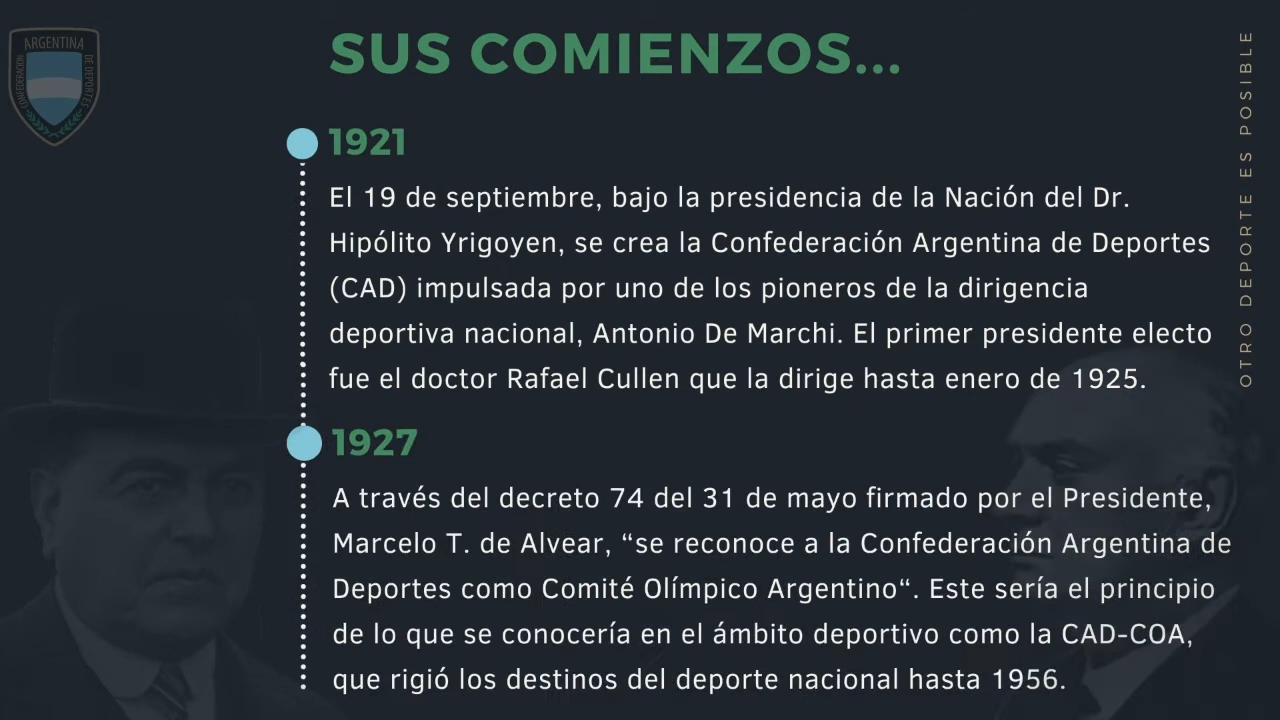 ARGENTINA
CONFEDERACIÓN
DE DEPORTES
SUS COMIENZOS...
1921
El 19 de septiembre, bajo la presidencia de la Nación del Dr.
Hipólito Yrigoyen, se crea la Confederación Argentina de Deportes
(CAD) impulsada por uno de los pioneros de la dirigencia
deportiva nacional, Antonio De Marchi. El primer presidente electo
fue el doctor Rafael Cullen que la dirige hasta enero de 1925.
1927
A través del decreto 74 del 31 de mayo firmado por el Presidente,
Marcelo T. de Alvear, “se reconoce a la Confederación Argentina de
Deportes como Comité Olímpico Argentino“. Este sería el principio
de lo que se conocería en el ámbito deportivo como la CAD-COA,
que rigió los destinos del deporte nacional hasta 1956.
OTRO DEPORTE ES POSIBLE